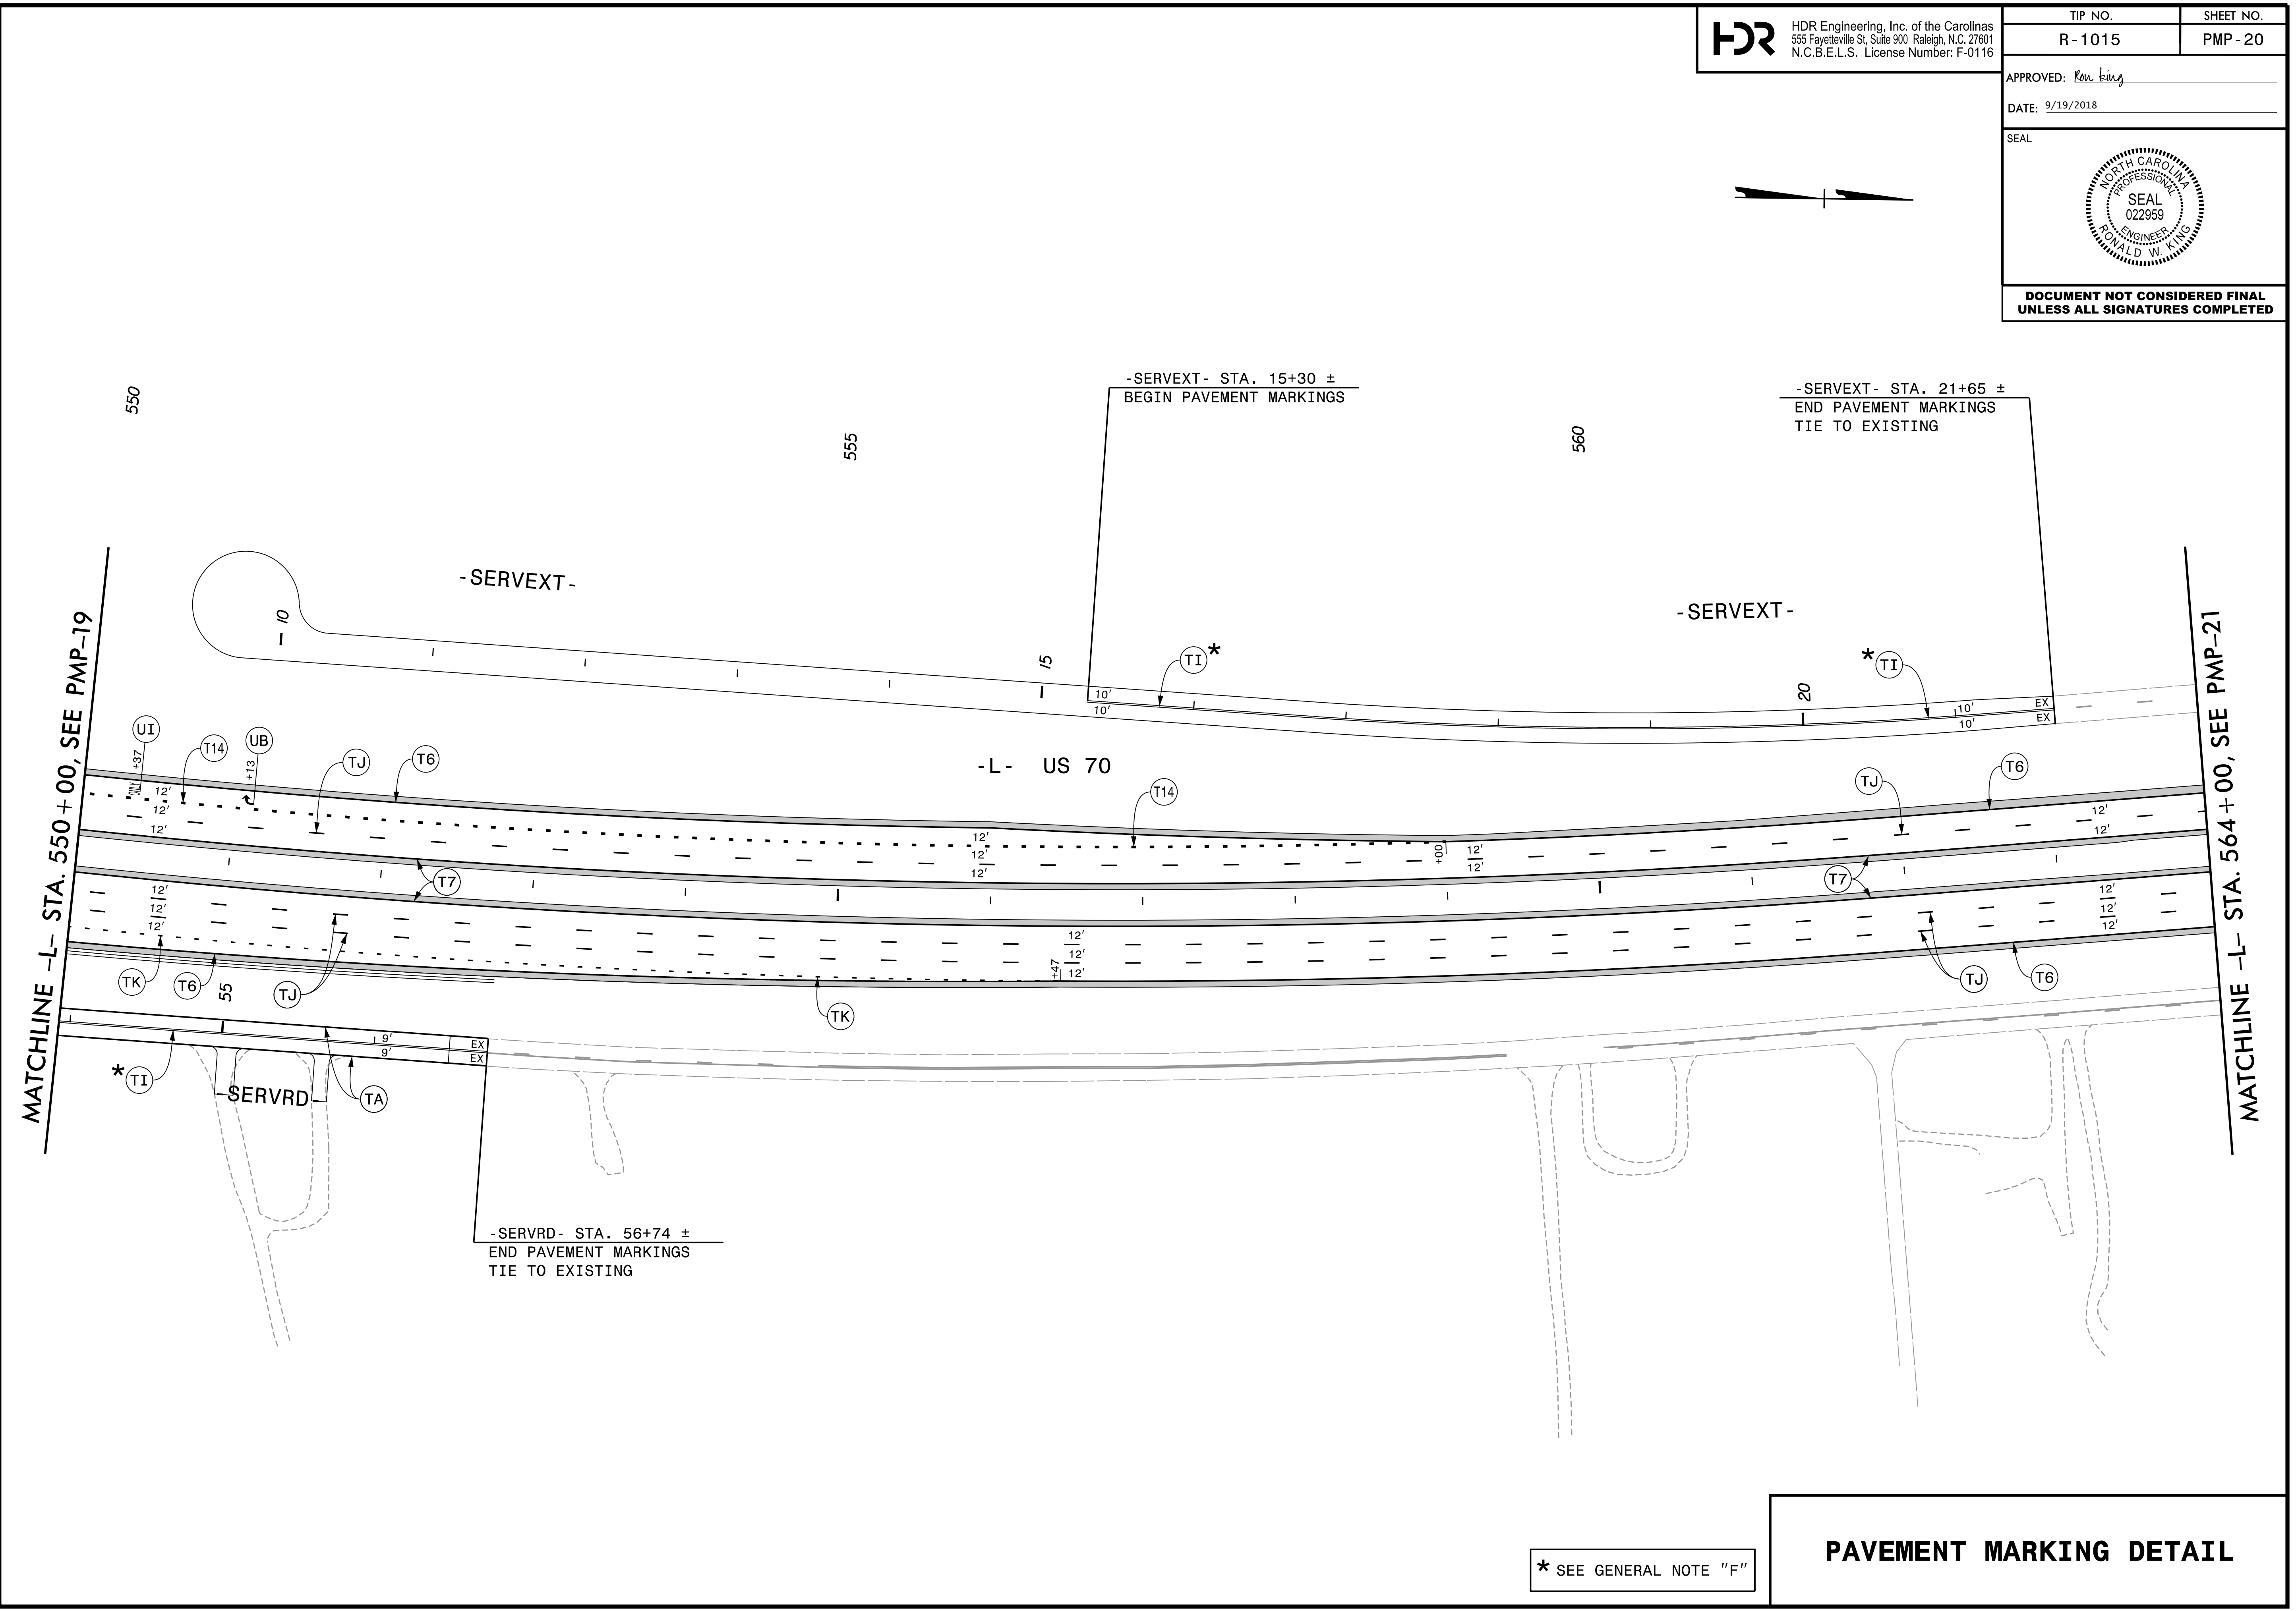 HDR
HDR Engineering, Inc. of the Carolinas
555 Fayetteville St, Suite 900 Raleigh, N.C. 27601
N.C.B.E.L.S. License Number: F-0116
TIP NO.
SHEET NO.
R-1015
PMP-20
APPROVED: Ron King
DATE: 9/19/2018
SEAL
NORTH CAROLINA
PROFESSIONAL
SEAL
022959
ENGINEER
RONALD W. KING
DOCUMENT NOT CONSIDERED FINAL
UNLESS ALL SIGNATURES COMPLETED
550
555
560
-SERVEXT- STA. 15+30 ±
BEGIN PAVEMENT MARKINGS
-SERVEXT- STA. 21+65 ±
END PAVEMENT MARKINGS
TIE TO EXISTING
MATCHLINE -L- STA. 550+00, SEE PMP-19
-SERVEXT-
10
15
-SERVEXT-
20
TI*
*TI
10'
10'
10'
10'
EX
EX
MATCHLINE -L- STA. 564+00, SEE PMP-21
UI
+37
ONLY
T14
UB
+13
TJ
T6
-L- US 70
T14
TJ
T6
12'
12'
12'
12'
12'
12'
+00
12'
12'
12'
12'
T7
T7
12'
12'
12'
12'
12'
12'
+47
12'
12'
12'
TK
T6
55
TJ
TK
TJ
T6
9'
9'
EX
EX
*TI
-SERVRD-
TA
-SERVRD- STA. 56+74 ±
END PAVEMENT MARKINGS
TIE TO EXISTING
* SEE GENERAL NOTE "F"
PAVEMENT MARKING DETAIL